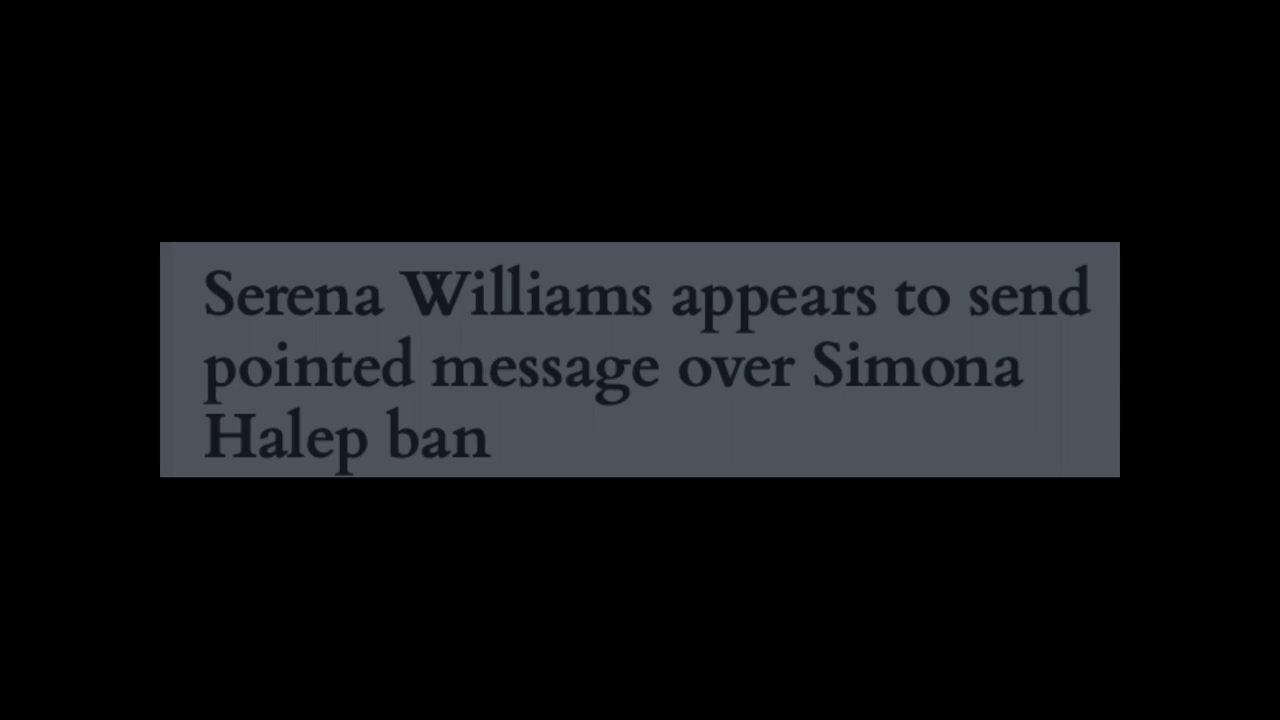 Serena Williams appears to send
pointed message over Simona
Halep ban